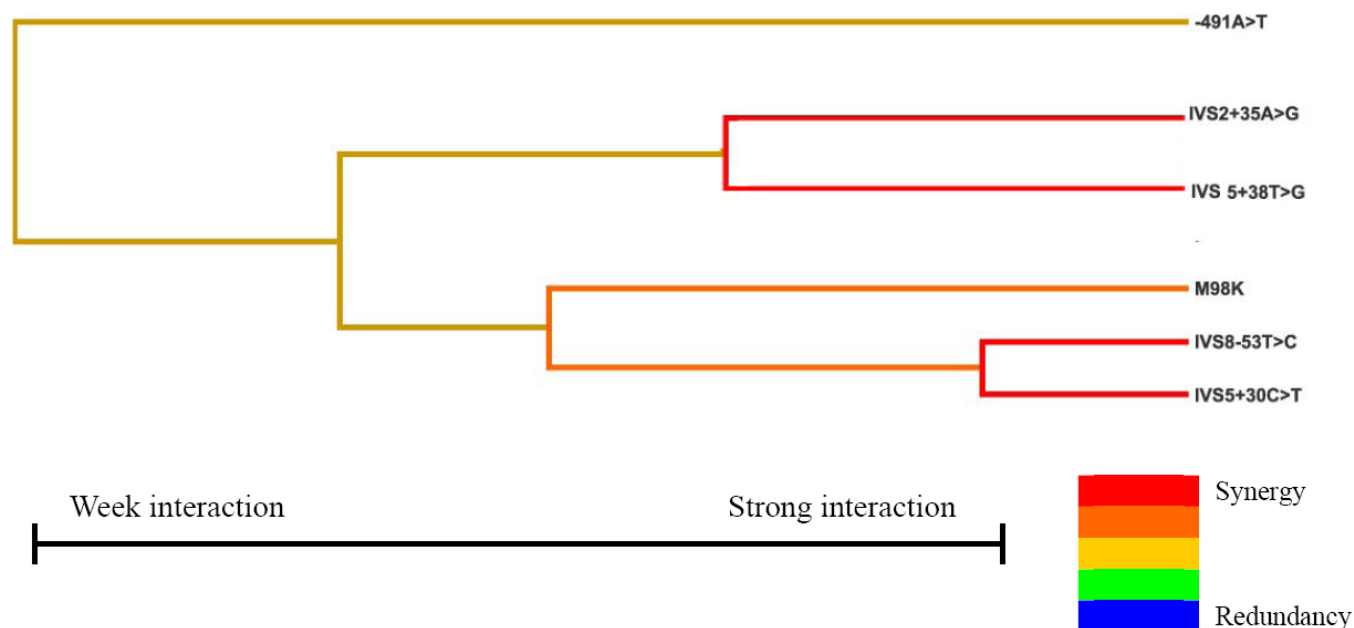 -491A>T
IVS2+35A>G
IVS 5+38T>G
M98K
IVS8-53T>C
IVS5+30C>T
Week interaction
Strong interaction
Synergy
Redundancy